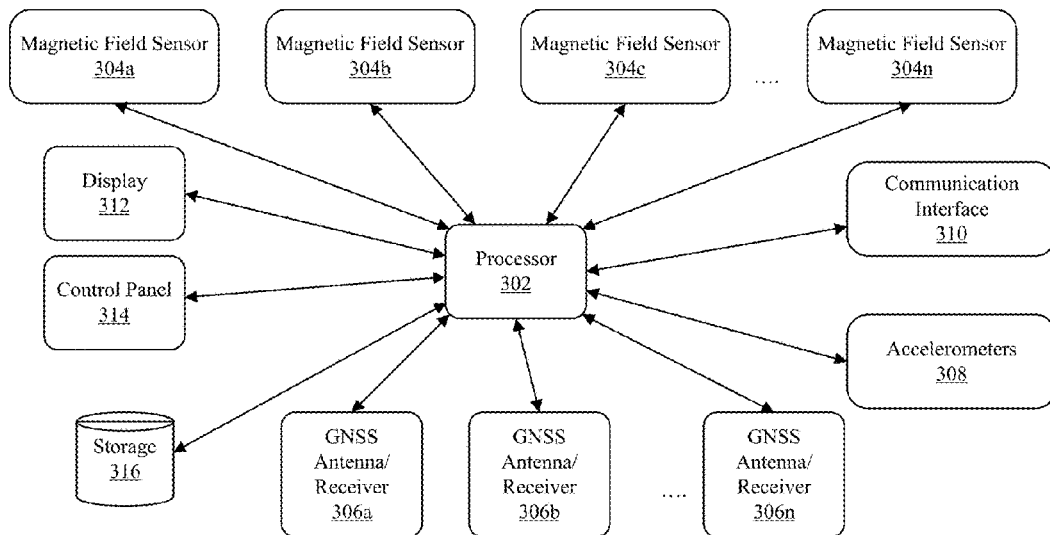 Magnetic Field Sensor
304a
Magnetic Field Sensor
304b
Magnetic Field Sensor
304c
....
Magnetic Field Sensor
304n
Display
312
Communication
Interface
310
Processor
302
Control Panel
314
Accelerometers
308
Storage
316
GNSS
Antenna/
Receiver
306a
GNSS
Antenna/
Receiver
306b
....
GNSS
Antenna/
Receiver
306n